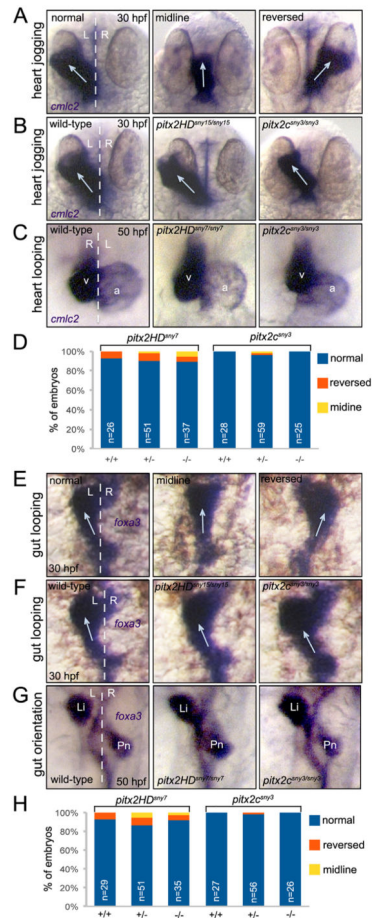 A
heart jogging
normal L R 30 hpf
cmlc2
midline
reversed
B
heart jogging
wild-type L R 30 hpf
cmlc2
pitx2HDsny15/sny15
pitx2csny3/sny3
C
heart looping
wild-type 50 hpf
R L
v a
cmlc2
pitx2HDsny7/sny7
v a
pitx2csny3/sny3
v a
D
pitx2HDsny7 pitx2csny3
% of embryos
100%
80%
60%
40%
20%
0%
n=26 n=51 n=37 n=28 n=59 n=25
+/+ +/- -/- +/+ +/- -/-
normal
reversed
midine
E
gut looping
normal L R
foxa3
30 hpf
midline
reversed
F
gut looping
wild-type L R
foxa3
30 hpf
pitx2HDsny15/sny15
pitx2csny3/sny3
G
gut orientation
L R
Li
foxa3
Pn
wild-type 50 hpf
Li
Pn
pitx2HDsny7/sny7
Li
Pn
pitx2csny3/sny3
H
pitx2HDsny7 pitx2csny3
% of embryos
100%
80%
60%
40%
20%
0%
n=29 n=51 n=35 n=27 n=56 n=26
+/+ +/- -/- +/+ +/- -/-
normal
reversed
midline